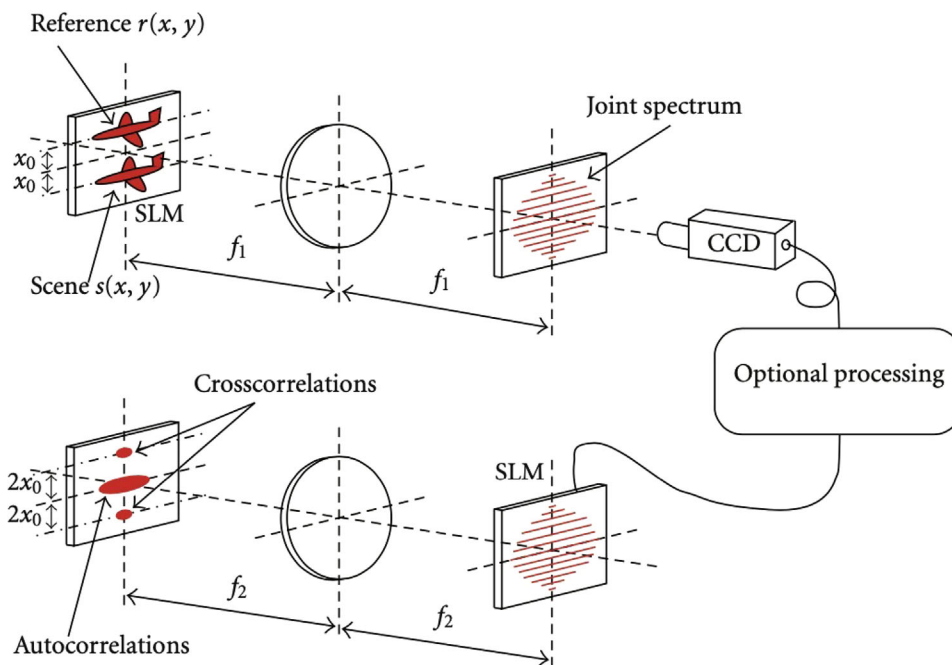 Reference r(x, y)
Joint spectrum
x₀
x₀
SLM
CCD
f₁
f₁
Scene s(x, y)
Optional processing
Crosscorrelations
SLM
2x₀
2x₀
f₂
f₂
Autocorrelations